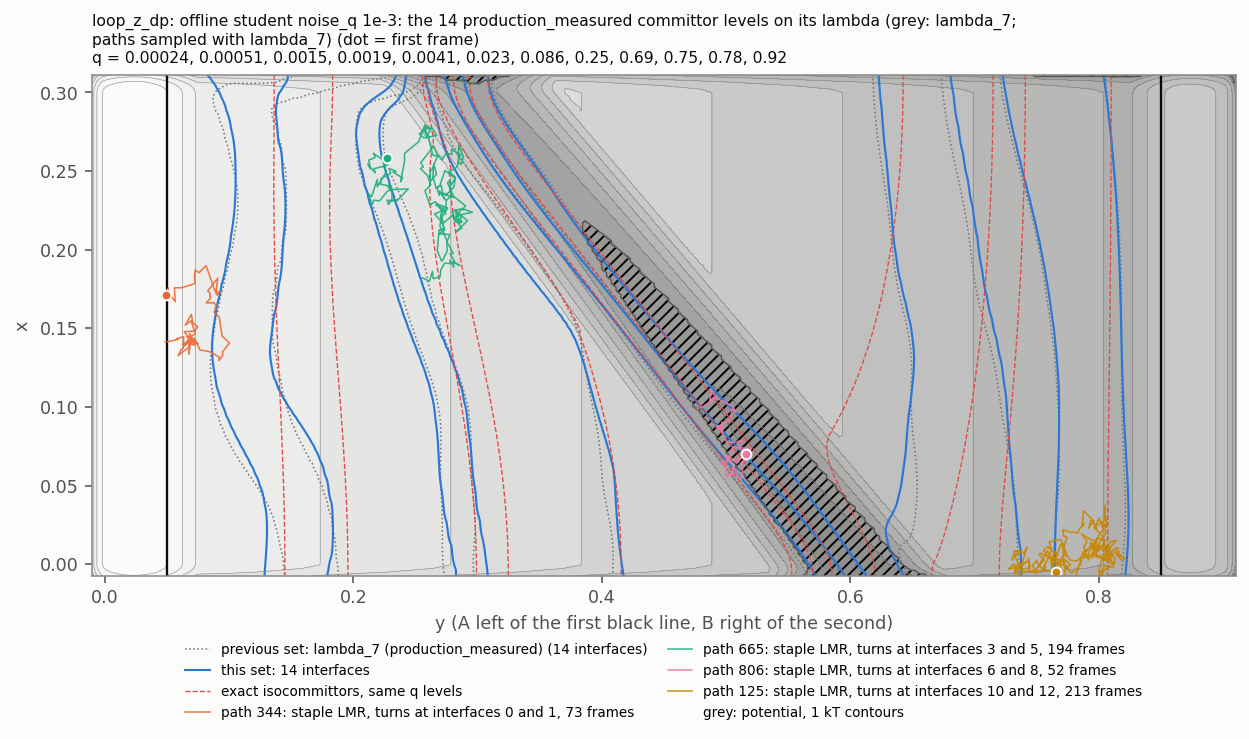 loop_z_dp: offline student noise_q 1e-3: the 14 production_measured committor levels on its lambda (grey: lambda_7;
paths sampled with lambda_7) (dot = first frame)
q = 0.00024, 0.00051, 0.0015, 0.0019, 0.0041, 0.023, 0.086, 0.25, 0.69, 0.75, 0.78, 0.92
0.30
0.25
0.20
0.15
0.10
0.05
0.00
x
0.0
0.2
0.4
0.6
0.8
y (A left of the first black line, B right of the second)
previous set: lambda_7 (production_measured) (14 interfaces)
this set: 14 interfaces
exact isocommittors, same q levels
path 344: staple LMR, turns at interfaces 0 and 1, 73 frames
path 665: staple LMR, turns at interfaces 3 and 5, 194 frames
path 806: staple LMR, turns at interfaces 6 and 8, 52 frames
path 125: staple LMR, turns at interfaces 10 and 12, 213 frames
grey: potential, 1 kT contours